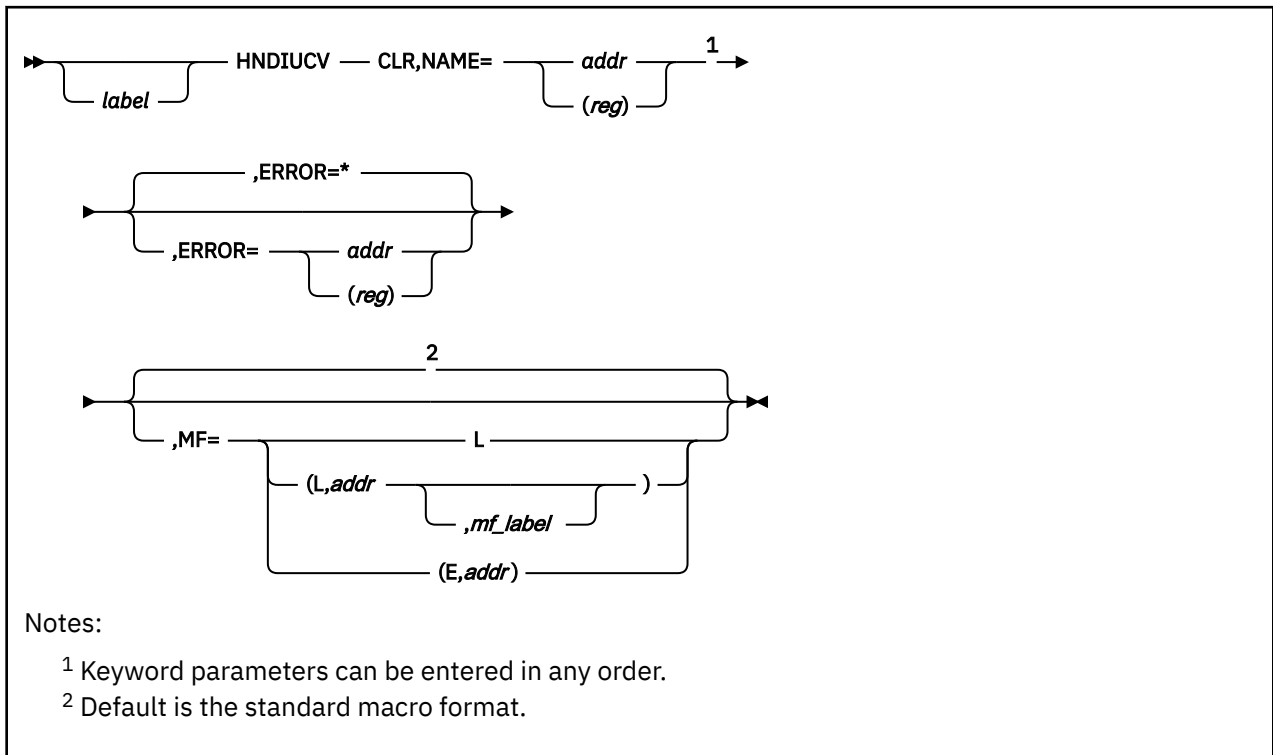 1
HNDIUCV CLR,NAME= addr
label (reg)
,ERROR=*
,ERROR= addr
(reg)
2
,MF= L
(L,addr )
,mf_label
(E,addr)
Notes:
1 Keyword parameters can be entered in any order.
2 Default is the standard macro format.